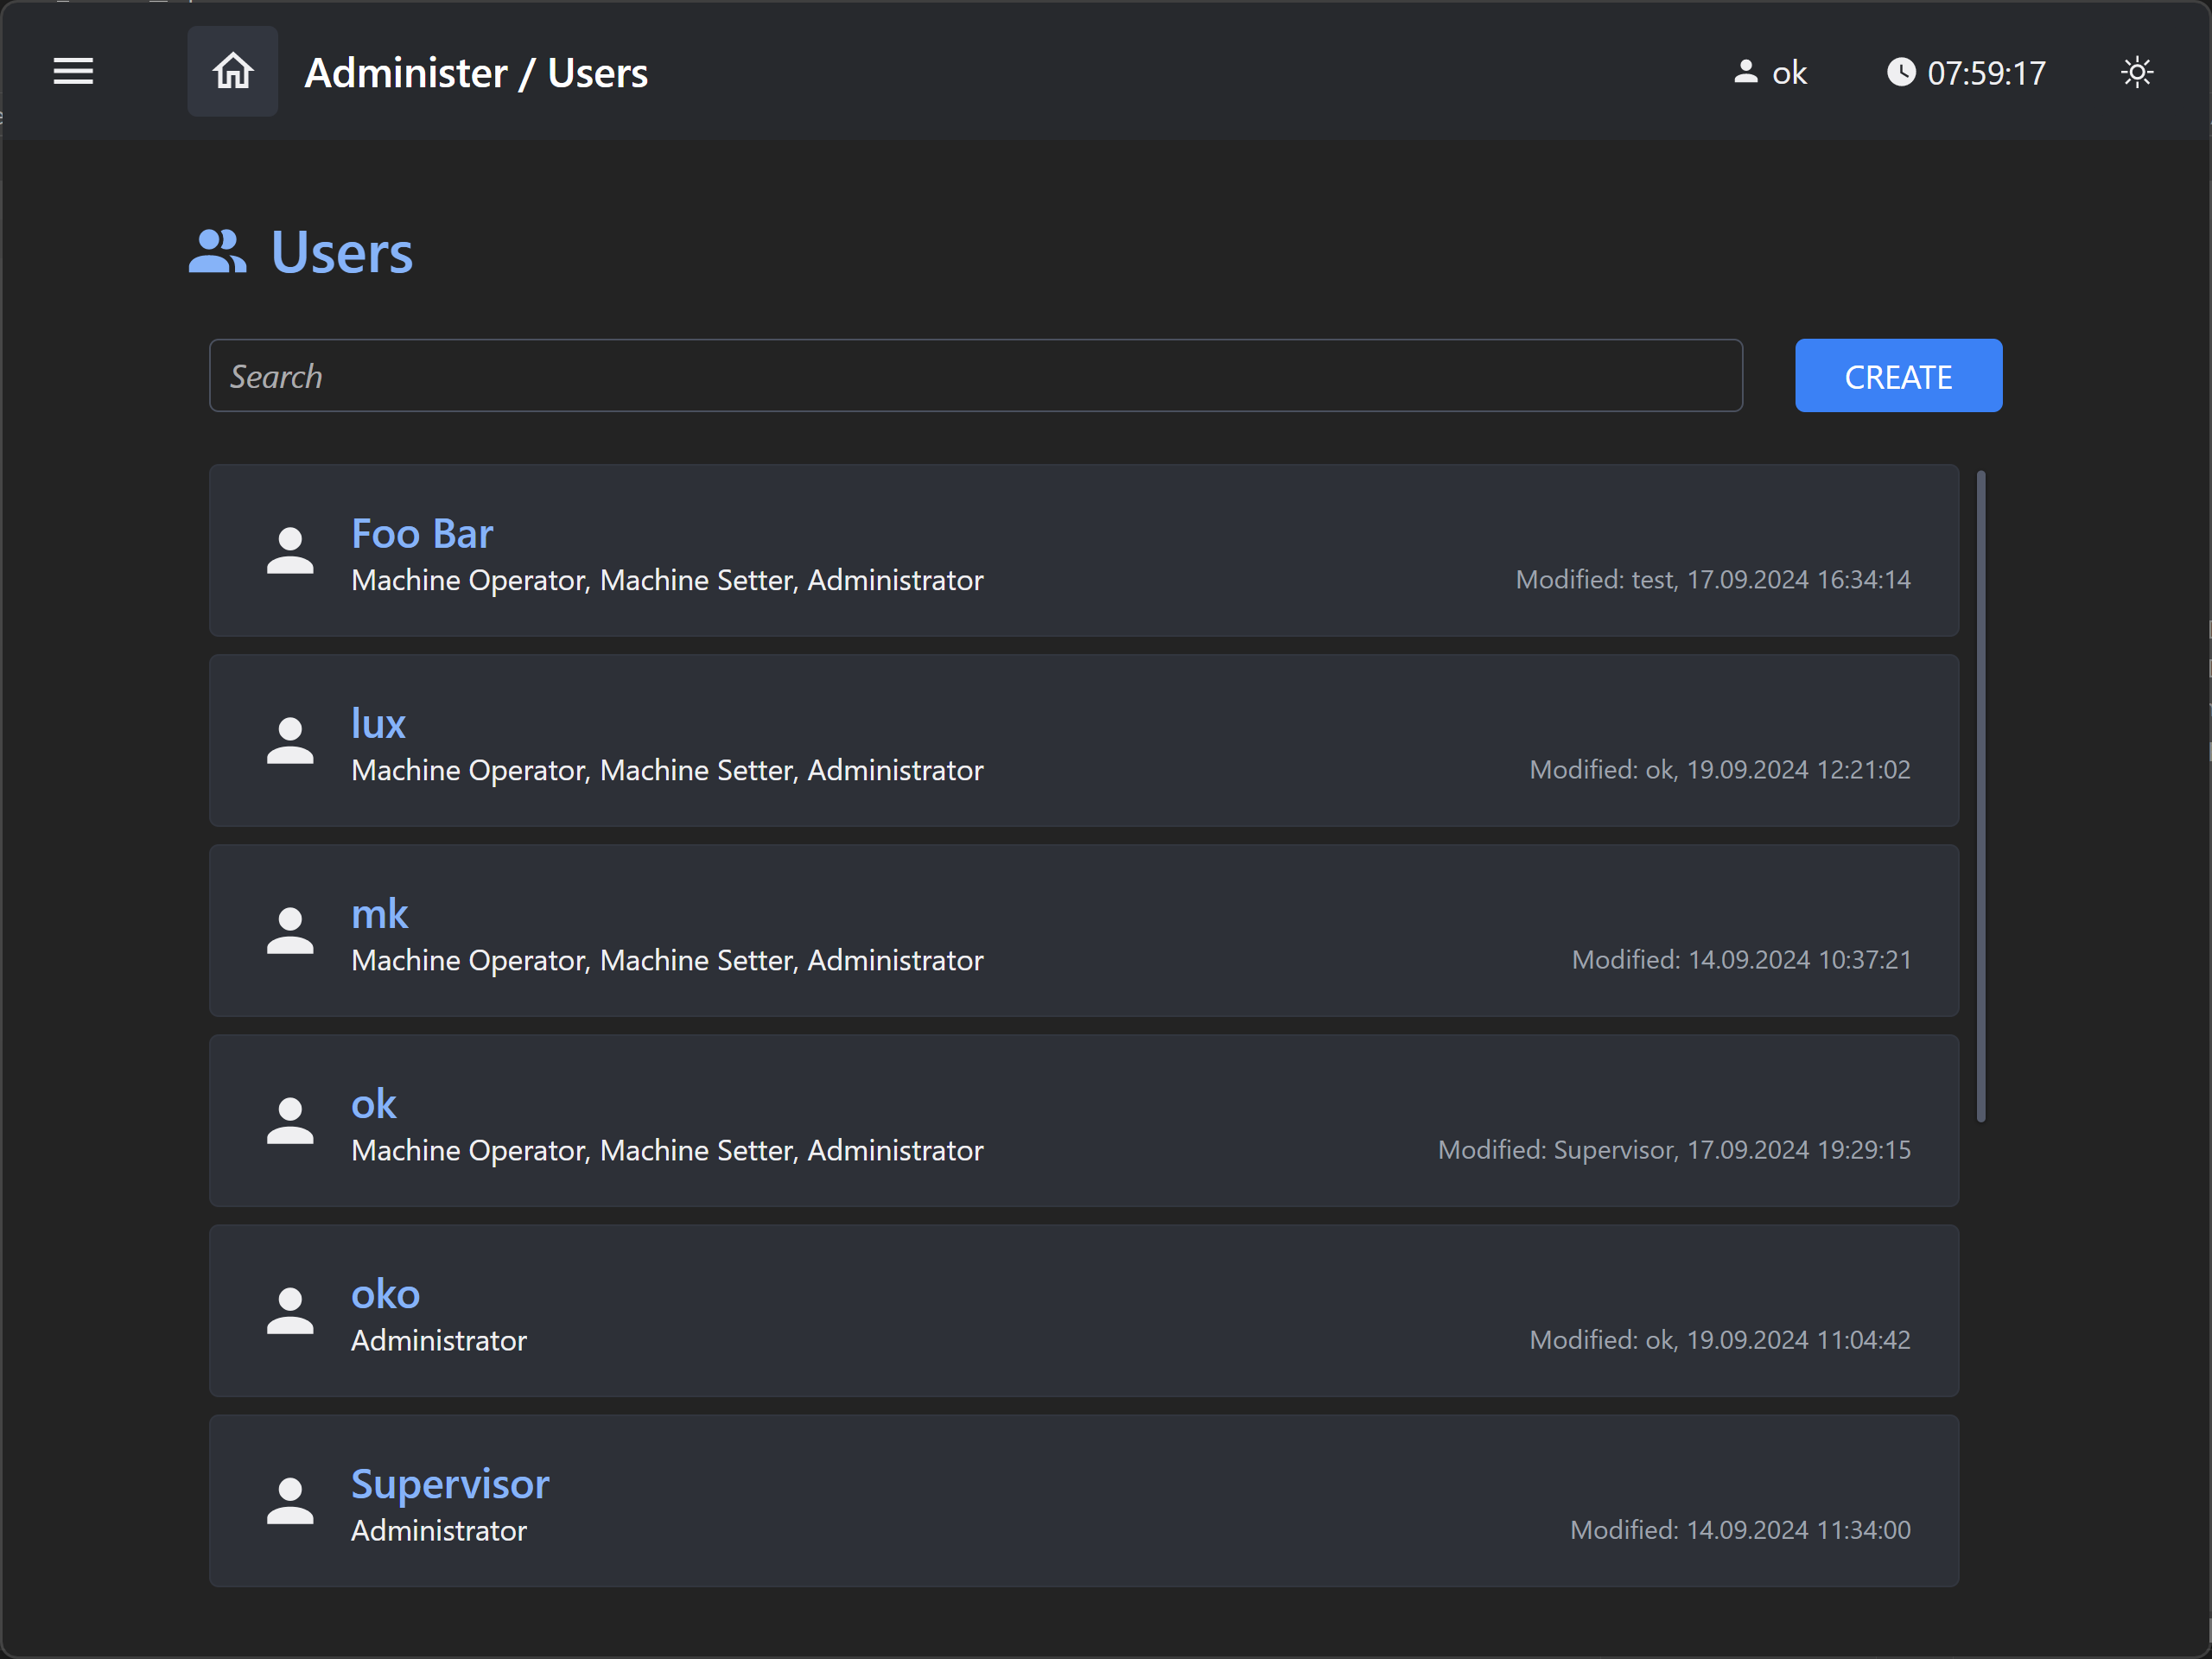 Administer / Users
ok
07:59:17
Users
Search
CREATE
Foo Bar
Machine Operator, Machine Setter, Administrator
Modified: test, 17.09.2024 16:34:14
lux
Machine Operator, Machine Setter, Administrator
Modified: ok, 19.09.2024 12:21:02
mk
Machine Operator, Machine Setter, Administrator
Modified: 14.09.2024 10:37:21
ok
Machine Operator, Machine Setter, Administrator
Modified: Supervisor, 17.09.2024 19:29:15
oko
Administrator
Modified: ok, 19.09.2024 11:04:42
Supervisor
Administrator
Modified: 14.09.2024 11:34:00